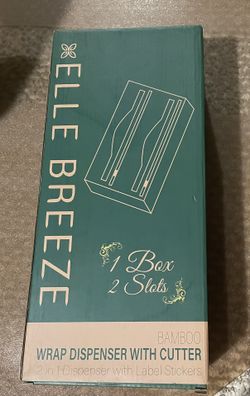 ELLE BREEZE
1 Box
2 Slots
BAMBOO
WRAP DISPENSER WITH CUTTER
2 in 1 Dispenser with Label Stickers